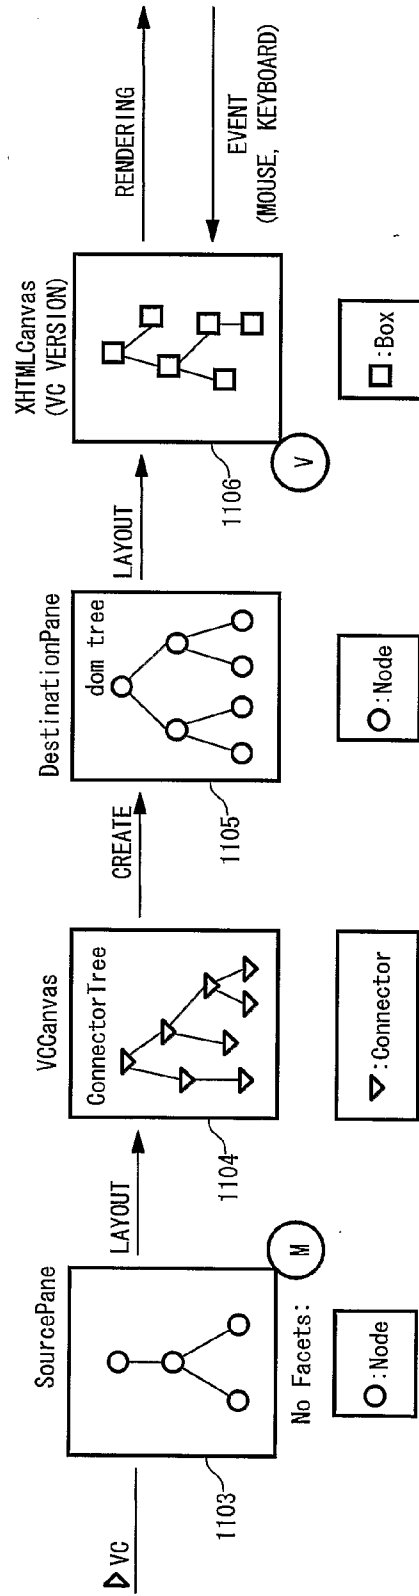 VC
SourcePane
1103
M
No Facets:
:Node
LAYOUT
VCCanvas
ConnectorTree
1104
:Connector
CREATE
DestinationPane
dom tree
1105
:Node
LAYOUT
XHTMLCanvas
(VC VERSION)
1106
V
:Box
RENDERING
EVENT
(MOUSE, KEYBOARD)